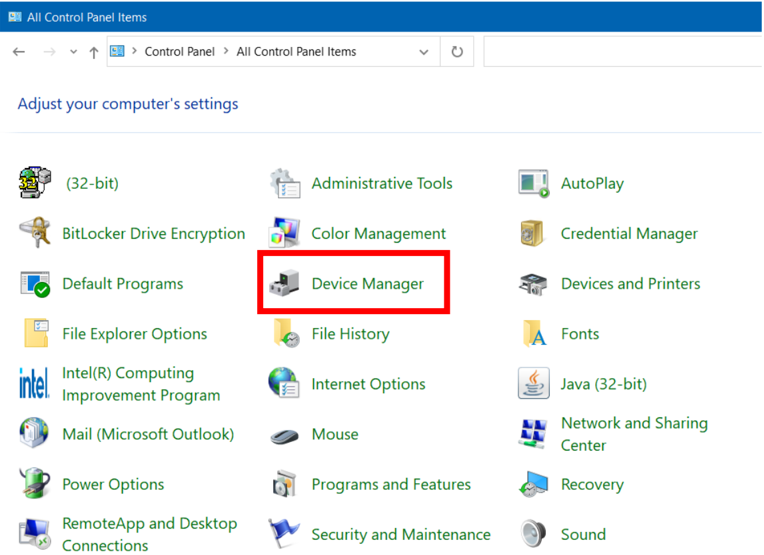 All Control Panel Items
Control Panel > All Control Panel Items
Adjust your computer's settings
32 (32-bit) Administrative Tools AutoPlay
BitLocker Drive Encryption Color Management Credential Manager
Default Programs Device Manager Devices and Printers
File Explorer Options File History A Fonts
intel Intel(R) Computing
Improvement Program Internet Options Java (32-bit)
Mail (Microsoft Outlook) Mouse Network and Sharing
Center
Power Options Programs and Features Recovery
RemoteApp and Desktop
Connections Security and Maintenance Sound